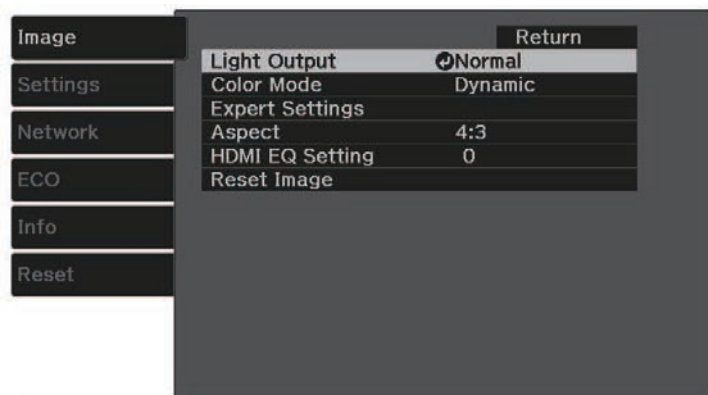 Image
Settings
Network
ECO
Info
Reset
Return
Light Output Normal
Color Mode Dynamic
Expert Settings
Aspect 4:3
HDMI EQ Setting 0
Reset Image